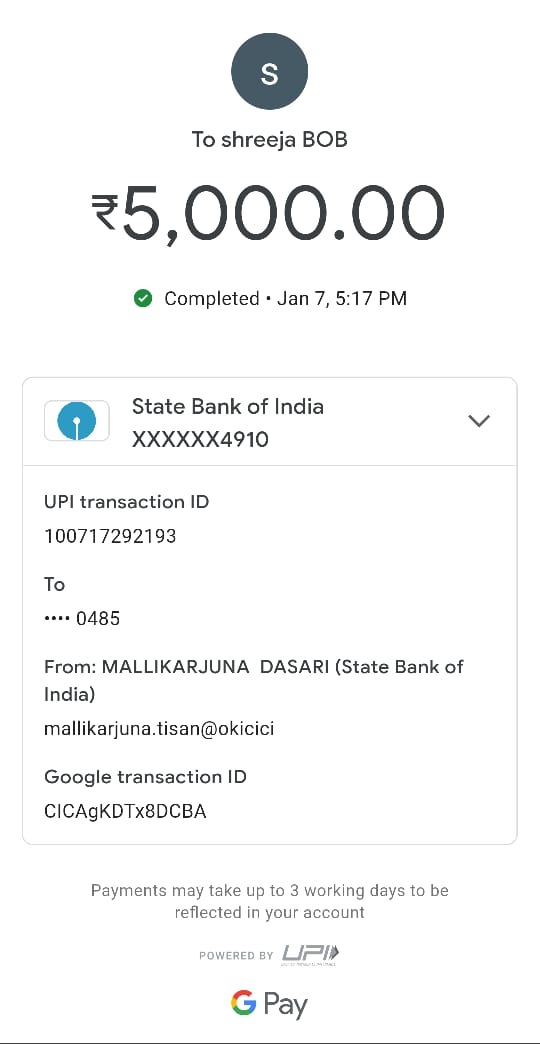 S
To shreeja BOB
₹5,000.00
Completed • Jan 7, 5:17 PM
State Bank of India
XXXXXX4910
UPI transaction ID
100717292193
To
•••• 0485
From: MALLIKARJUNA  DASARI (State Bank of
India)
mallikarjuna.tisan@okicici
Google transaction ID
CICAgKDTx8DCBA
Payments may take up to 3 working days to be
reflected in your account
POWERED BY UPI
G Pay